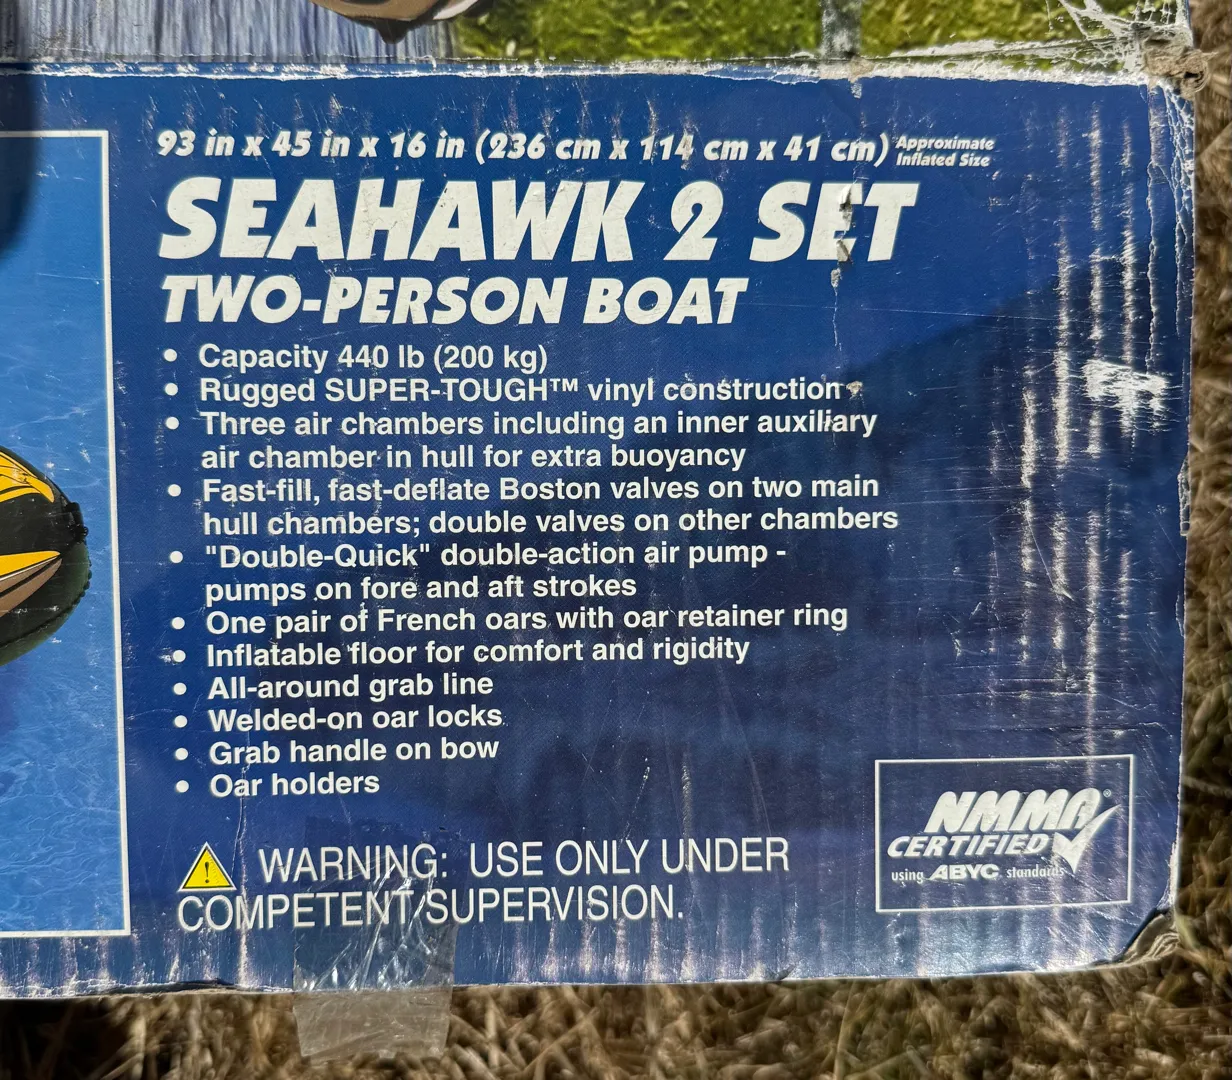 93 in x 45 in x 16 in (236 cm x 114 cm x 41 cm) Approximate Inflated Size
SEAHAWK 2 SET
TWO-PERSON BOAT
• Capacity 440 lb (200 kg)
• Rugged SUPER-TOUGH™ vinyl construction
• Three air chambers including an inner auxiliary
air chamber in hull for extra buoyancy
• Fast-fill, fast-deflate Boston valves on two main
hull chambers; double valves on other chambers
• "Double-Quick" double-action air pump -
pumps on fore and aft strokes
• One pair of French oars with oar retainer ring
• Inflatable floor for comfort and rigidity
• All-around grab line
• Welded-on oar locks
• Grab handle on bow
• Oar holders
WARNING: USE ONLY UNDER
COMPETENT SUPERVISION.
NMMA®
CERTIFIED
using ABYC standards